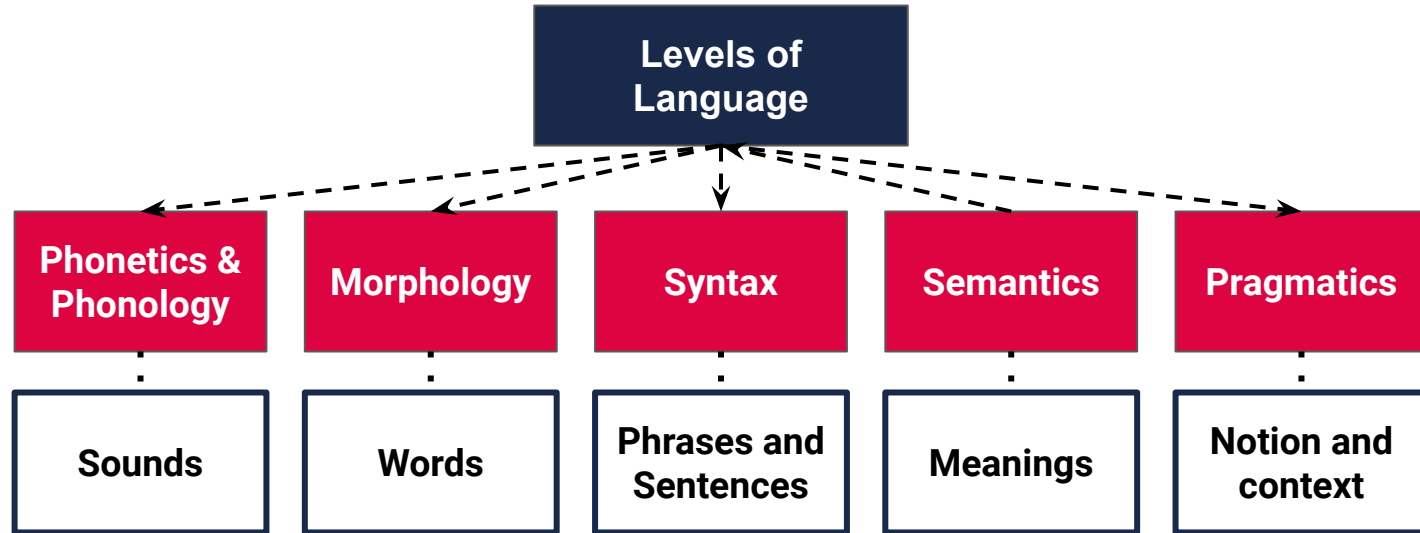 Levels of
Language
Phonetics &
Phonology
Morphology
Syntax
Semantics
Pragmatics
Sounds
Words
Phrases and
Sentences
Meanings
Notion and
context